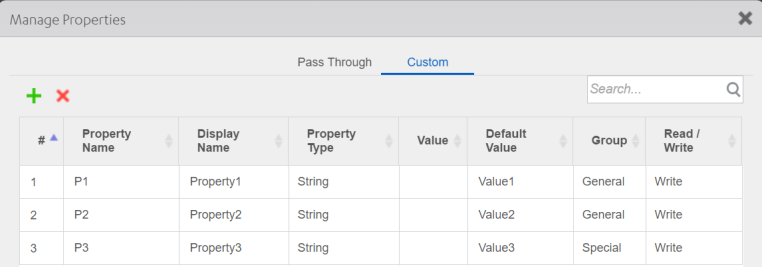 Manage Properties
Pass Through Custom
Search...
# Property Name Display Name Property Type Value Default Value Group Read / Write
1 P1 Property1 String Value1 General Write
2 P2 Property2 String Value2 General Write
3 P3 Property3 String Value3 Special Write